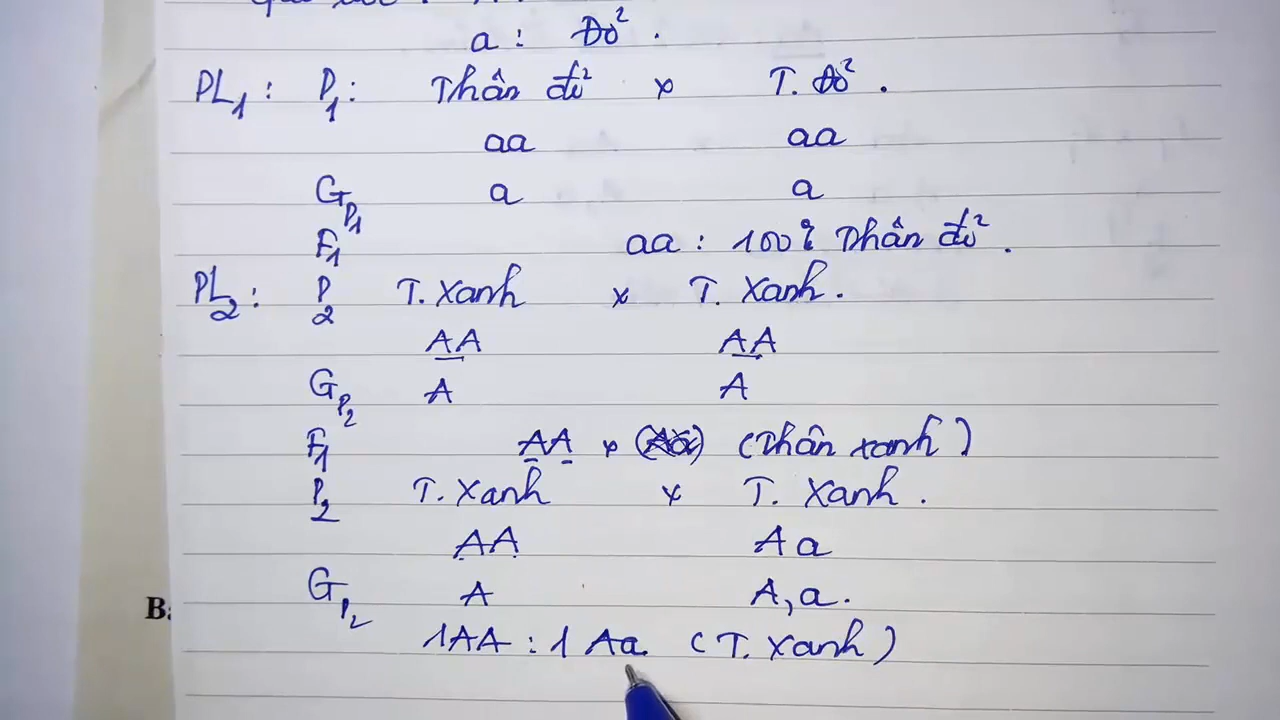 a : Đỏ.
PL1 : P1 : Thân đỏ x T. Đỏ.
aa aa
GP1 a a
F1 aa : 100% Thân đỏ.
PL2 : P2 T. Xanh x T. Xanh.
AA AA
GP2 A A
F1 AA x (Thân xanh)
P2 T. Xanh x T. Xanh.
AA Aa
GP2 A A, a.
1AA : 1 Aa (T. Xanh)